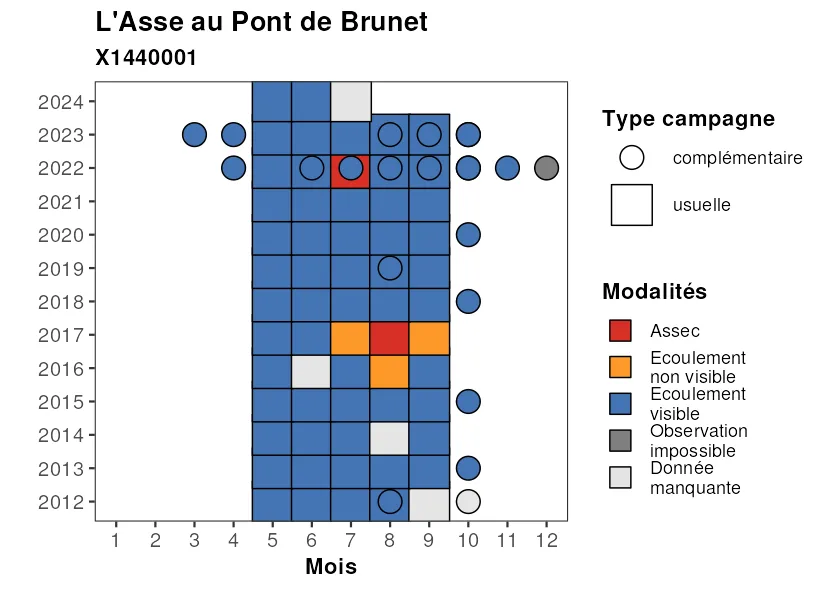 L'Asse au Pont de Brunet
X1440001
2024
2023
2022
2021
2020
2019
2018
2017
2016
2015
2014
2013
2012
1 2 3 4 5 6 7 8 9 10 11 12
Mois
Type campagne
complémentaire
usuelle
Modalités
Assec
Ecoulement
non visible
Ecoulement
visible
Observation
impossible
Donnée
manquante